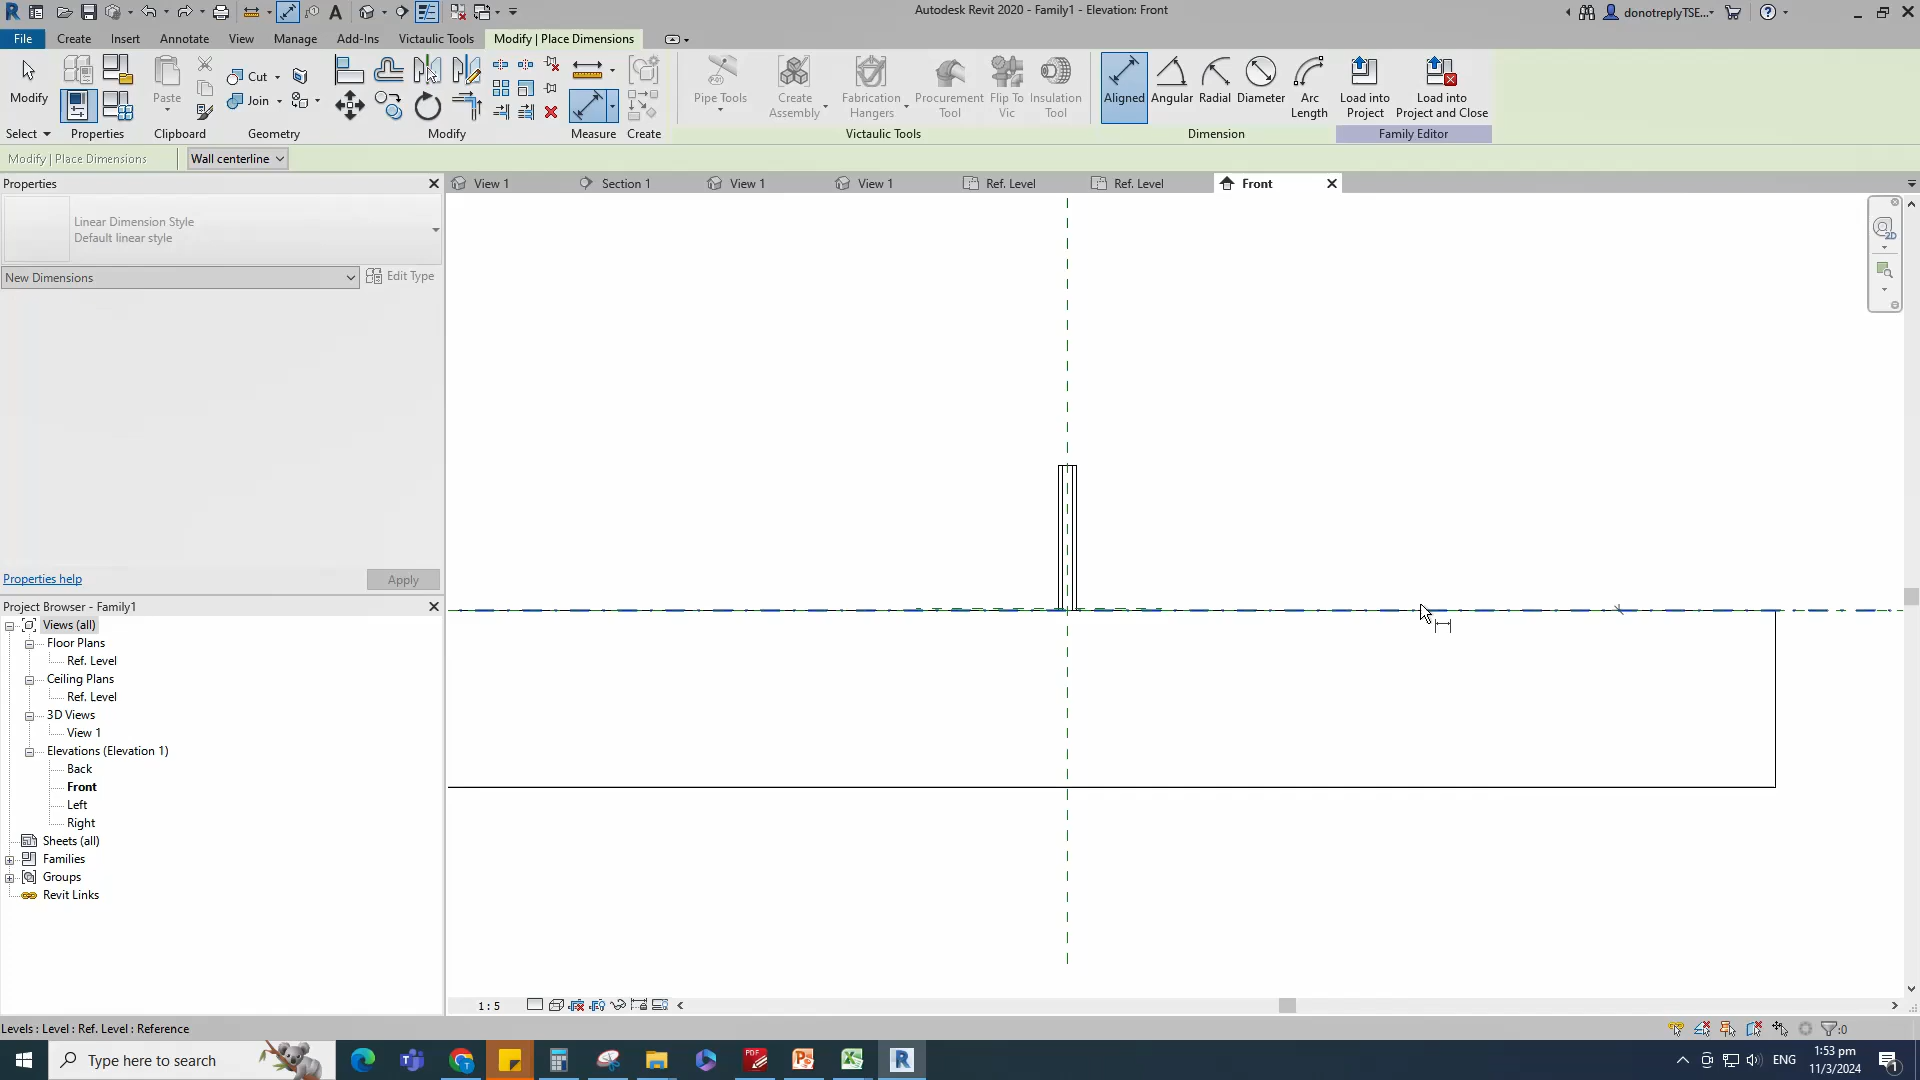 Autodesk Revit 2020 - Family1 - Elevation: Front
donotreplyTSE...
File Create Insert Annotate View Manage Add-Ins Victaulic Tools Modify | Place Dimensions
Modify
Paste
Cut
Join
Pipe Tools
Create Assembly
Fabrication Hangers
Procurement Tool
Flip To Vic
Insulation Tool
Aligned
Angular
Radial
Diameter
Arc Length
Load into Project
Load into Project and Close
Select Properties Clipboard Geometry Modify Measure Create Victaulic Tools Dimension Family Editor
Modify | Place Dimensions Wall centerline
Properties
View 1 Section 1 View 1 View 1 Ref. Level Ref. Level Front
Linear Dimension Style
Default linear style
New Dimensions Edit Type
Properties help Apply
Project Browser - Family1
Views (all)
Floor Plans
Ref. Level
Ceiling Plans
Ref. Level
3D Views
View 1
Elevations (Elevation 1)
Back
Front
Left
Right
Sheets (all)
Families
Groups
Revit Links
1 : 5
Levels : Level : Ref. Level : Reference
:0
Type here to search
ENG
1:53 pm
11/3/2024